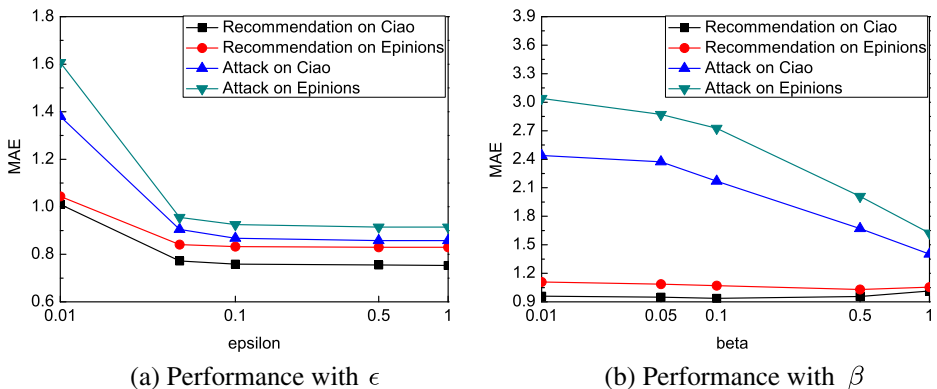 1.8
1.6
1.4
1.2
1.0
0.8
0.6
MAE
0.01
0.1
0.5
1
epsilon
Recommendation on Ciao
Recommendation on Epinions
Attack on Ciao
Attack on Epinions
(a) Performance with ϵ
3.9
3.6
3.3
3.0
2.7
2.4
2.1
1.8
1.5
1.2
0.9
MAE
0.01
0.05
0.1
0.5
1
beta
Recommendation on Ciao
Recommendation on Epinions
Attack on Ciao
Attack on Epinions
(b) Performance with β